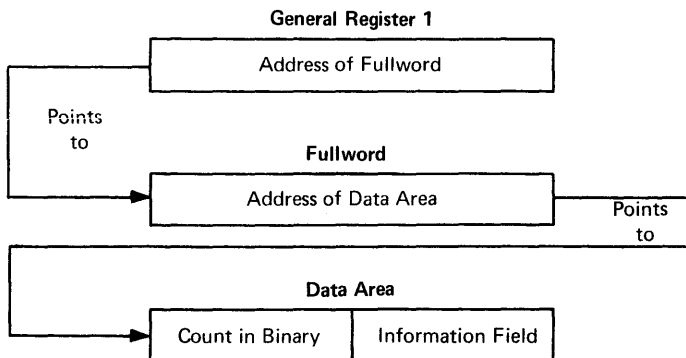 General Register 1
Address of Fullword
Points
to
Fullword
Address of Data Area
Points
to
Data Area
Count in Binary
Information Field